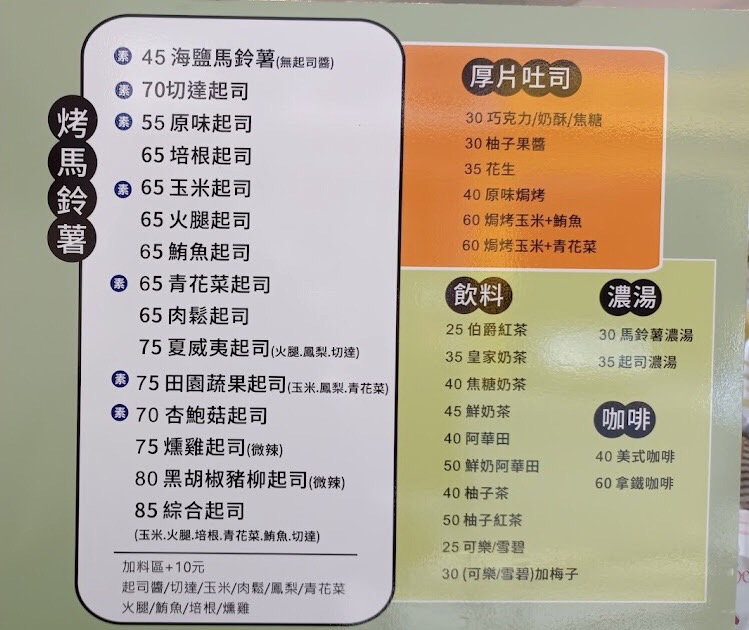 烤馬鈴薯
素 45 海鹽馬鈴薯(無起司醬)
素 70切達起司
素 55 原味起司
65 培根起司
素 65 玉米起司
65 火腿起司
65 鮪魚起司
素 65 青花菜起司
65 肉鬆起司
75 夏威夷起司(火腿.鳳梨.切達)
素 75 田園蔬果起司(玉米.鳳梨.青花菜)
素 70 杏鮑菇起司
75 燻雞起司(微辣)
80 黑胡椒豬柳起司(微辣)
85 綜合起司
(玉米.火腿.培根.青花菜.鮪魚.切達)
加料區+10元
起司醬/切達/玉米/肉鬆/鳳梨/青花菜
火腿/鮪魚/培根/燻雞
厚片吐司
30 巧克力/奶酥/焦糖
30 柚子果醬
35 花生
40 原味焗烤
60 焗烤玉米+鮪魚
60 焗烤玉米+青花菜
飲料
25 伯爵紅茶
35 皇家奶茶
40 焦糖奶茶
45 鮮奶茶
40 阿華田
50 鮮奶阿華田
40 柚子茶
50 柚子紅茶
25 可樂/雪碧
30 (可樂/雪碧)加梅子
濃湯
30 馬鈴薯濃湯
35 起司濃湯
咖啡
40 美式咖啡
60 拿鐵咖啡